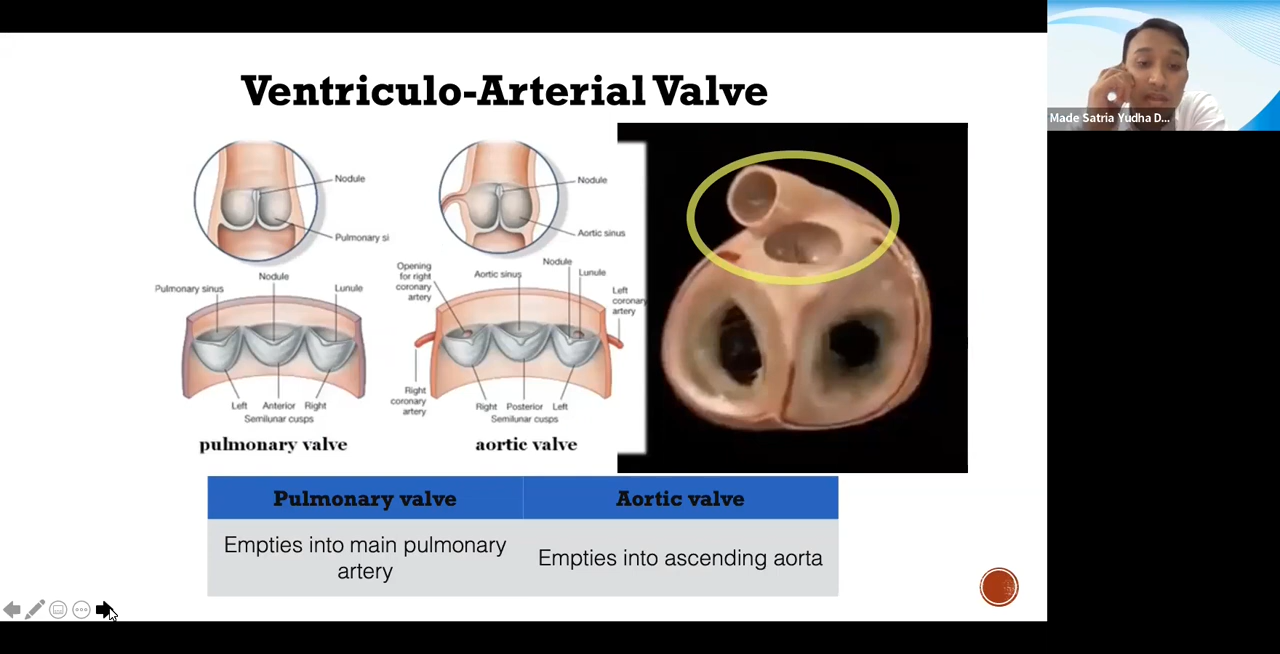 Ventriculo-Arterial Valve
Made Satria Yudha D...
Nodule
Pulmonary si
Nodule
Pulmonary sinus
Lunule
Left
Anterior
Right
Semilunar cusps
pulmonary valve
Nodule
Aortic sinus
Opening
for right
coronary
artery
Aortic sinus
Nodule
Lunule
Left
coronary
artery
Right
coronary
artery
Right
Posterior
Left
Semilunar cusps
aortic valve
Pulmonary valve
Aortic valve
Empties into main pulmonary
artery
Empties into ascending aorta